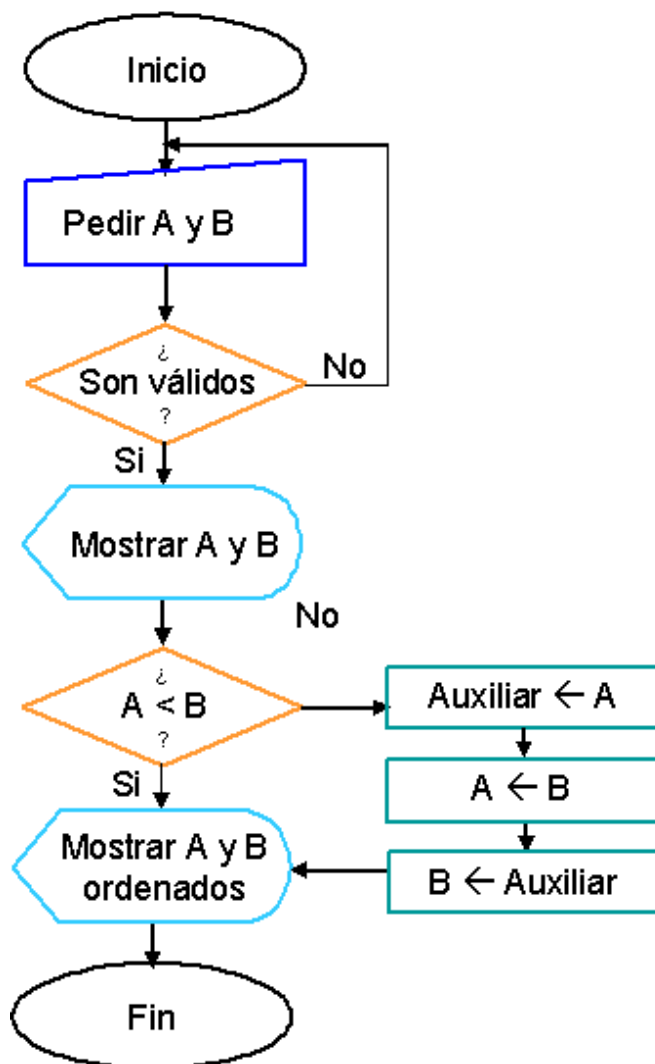 Inicio
Pedir A y B
¿
Son válidos
?
No
Si
Mostrar A y B
No
¿
A < B
?
Si
Auxiliar ← A
A ← B
B ← Auxiliar
Mostrar A y B
ordenados
Fin